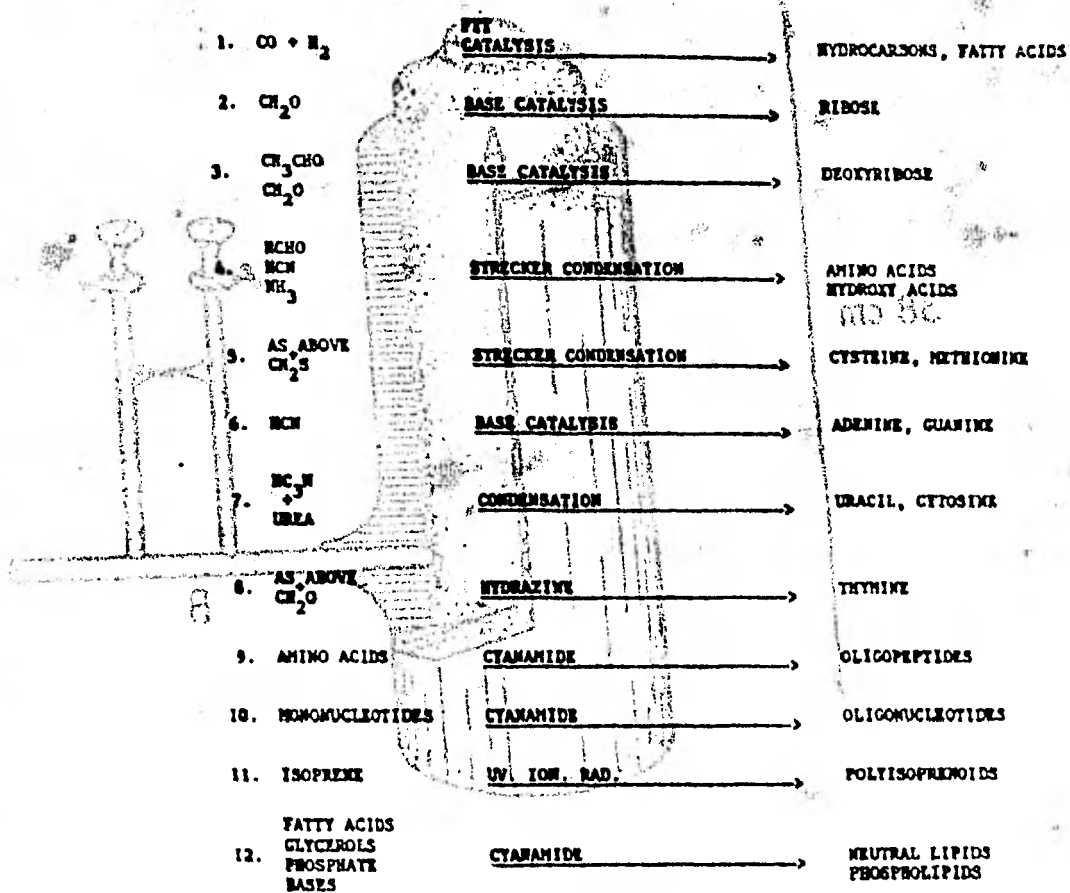 FTT
1. CO + H2 CATALYSIS HYDROCARBONS, FATTY ACIDS
2. CH2O BASE CATALYSIS RIBOSE
CH3CHO
3. BASE CATALYSIS DEOXYRIBOSE
CH2O
HCHO
4. HCN STRECKER CONDENSATION AMINO ACIDS
NH3 HYDROXY ACIDS
AS ABOVE
5. + STRECKER CONDENSATION CYSTEINE, METHIONINE
CH2S
6. HCN BASE CATALYSIS ADENINE, GUANINE
HC3N
7. + CONDENSATION URACIL, CYTOSINE
UREA
AS ABOVE
8. + HYDRAZINE THYMINE
CH2O
9. AMINO ACIDS CYANAMIDE OLIGOPEPTIDES
10. MONONUCLEOTIDES CYANAMIDE OLIGONUCLEOTIDES
11. ISOPRENE UV. ION. RAD. POLYISOPRENOIDS
FATTY ACIDS
GLYCEROLS
12. PHOSPHATE CYANAMIDE NEUTRAL LIPIDS
BASES PHOSPHOLIPIDS